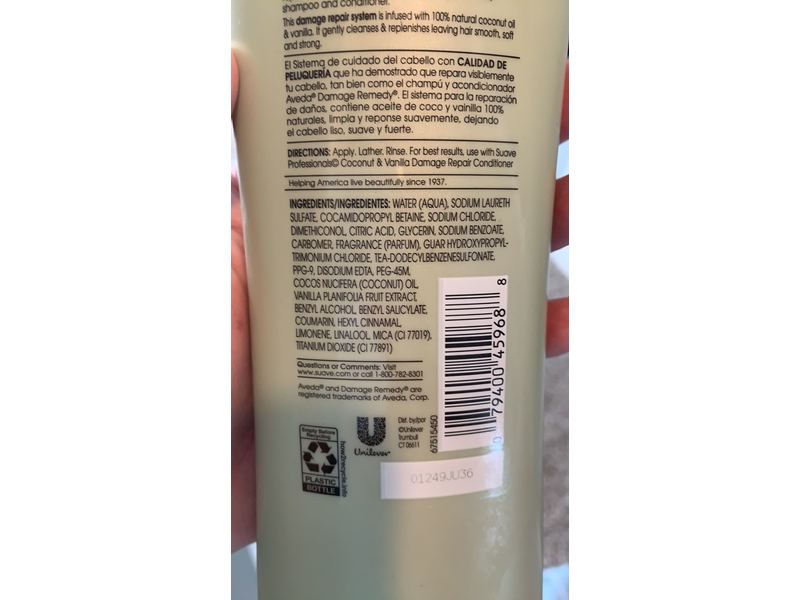 shampoo and conditioner.
This damage repair system is infused with 100% natural coconut oil
& vanilla. It gently cleanses & replenishes leaving hair smooth, soft
and strong.
El Sistema de cuidado del cabello con CALIDAD DE
PELUQUERÍA que ha demostrado que repara visiblemente
tu cabello, tan bien como el champú y acondicionador
Aveda® Damage Remedy®. El sistema para la reparación
de daños, contiene aceite de coco y vainilla 100%
naturales, limpia y reponse suavemente, dejando
el cabello liso, suave y fuerte.
DIRECTIONS: Apply. Lather. Rinse. For best results, use with Suave
Professionals© Coconut & Vanilla Damage Repair Conditioner
Helping America live beautifully since 1937.
INGREDIENTS/INGREDIENTES: WATER (AQUA), SODIUM LAURETH
SULFATE, COCAMIDOPROPYL BETAINE, SODIUM CHLORIDE,
DIMETHICONOL, CITRIC ACID, GLYCERIN, SODIUM BENZOATE,
CARBOMER, FRAGRANCE (PARFUM), GUAR HYDROXYPROPYL-
TRIMONIUM CHLORIDE, TEA-DODECYLBENZENESULFONATE,
PPG-9, DISODIUM EDTA, PEG-45M,
COCOS NUCIFERA (COCONUT) OIL,
VANILLA PLANIFOLIA FRUIT EXTRACT,
BENZYL ALCOHOL, BENZYL SALICYLATE,
COUMARIN, HEXYL CINNAMAL,
LIMONENE, LINALOOL, MICA (CI 77019),
TITANIUM DIOXIDE (CI 77891)
Questions or Comments: Visit
www.suave.com or call 1-800-782-8301
Aveda® and Damage Remedy® are
registered trademarks of Aveda, Corp.
Empty Before
Recycling
PLASTIC
BOTTLE
how2recycle.info
Unilever
Dist. by/por
©Unilever
Trumbull
CT 06611
67515450
0 79400 45968 8
01249JU36